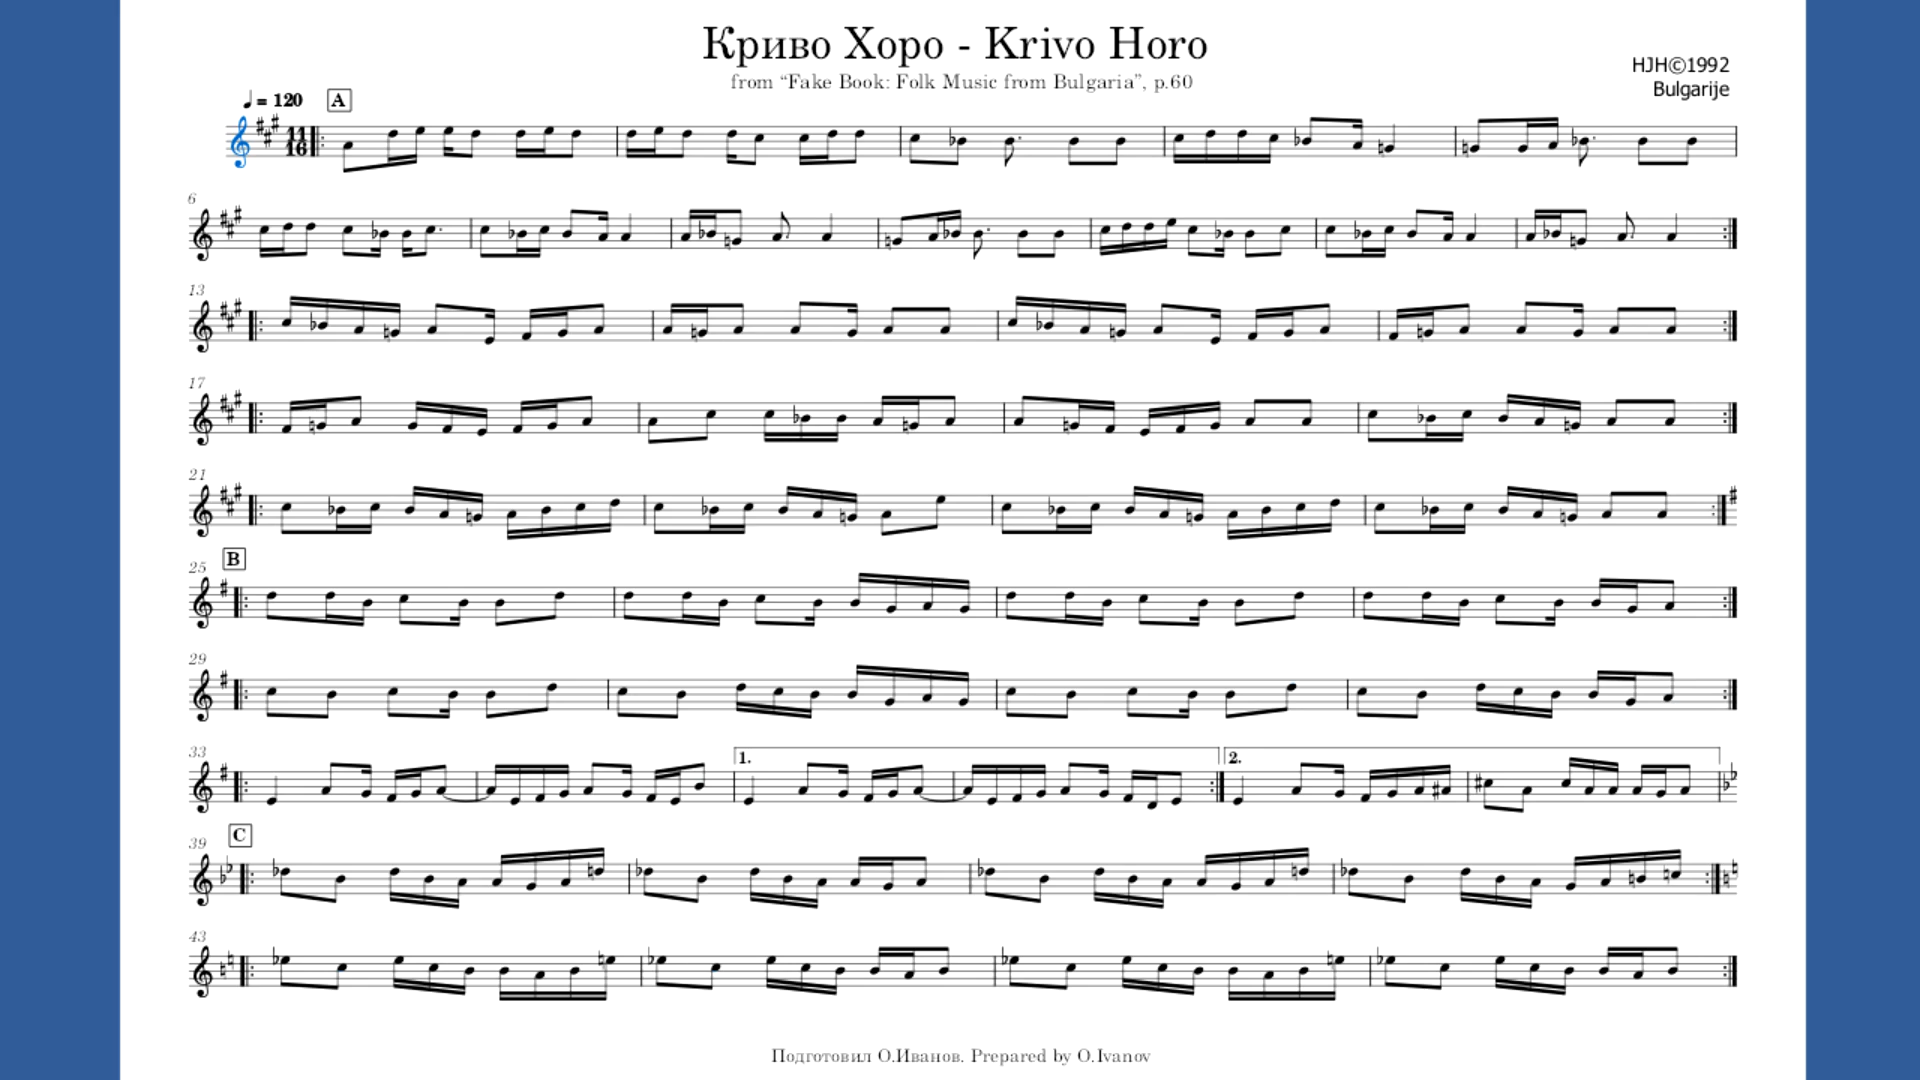 Криво Хоро - Krivo Horo
from “Fake Book: Folk Music from Bulgaria”, p.60
HJH©1992
Bulgarije
♩ = 120 A
11
16
6
13
17
21
B
25
29
33 1. 2.
C
39
43
Подготовил О.Иванов. Prepared by O.Ivanov